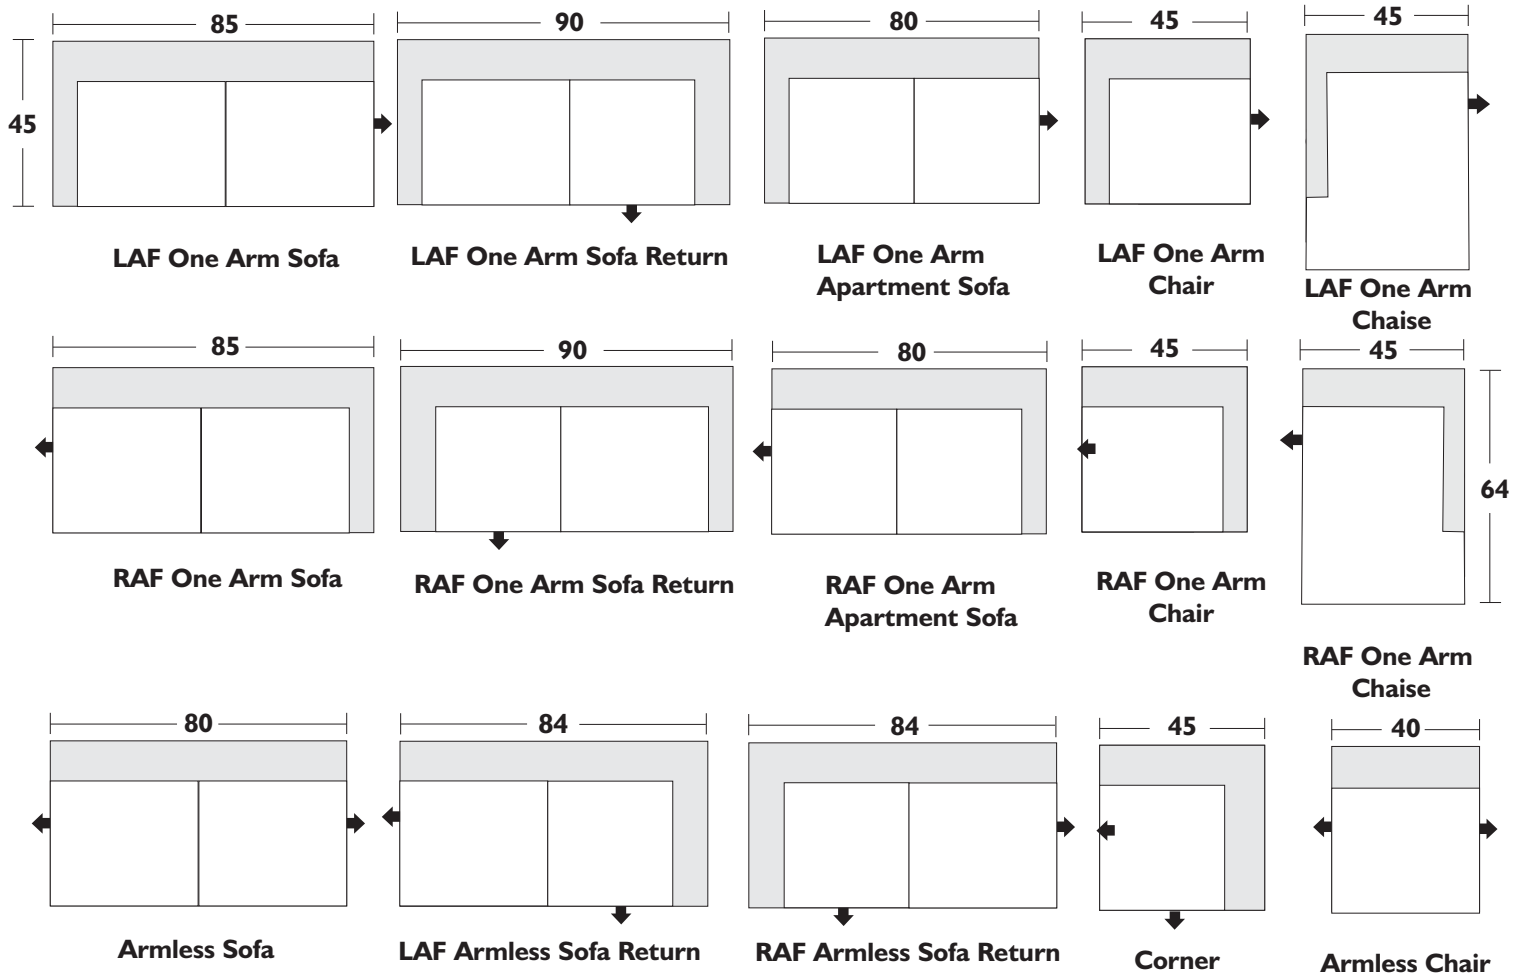 85
90
80
45
45
45
LAF One Arm Sofa
LAF One Arm Sofa Return
LAF One Arm
Apartment Sofa
LAF One Arm
Chair
LAF One Arm
Chaise
85
90
80
45
45
64
RAF One Arm Sofa
RAF One Arm Sofa Return
RAF One Arm
Apartment Sofa
RAF One Arm
Chair
RAF One Arm
Chaise
80
84
84
45
40
Armless Sofa
LAF Armless Sofa Return
RAF Armless Sofa Return
Corner
Armless Chair